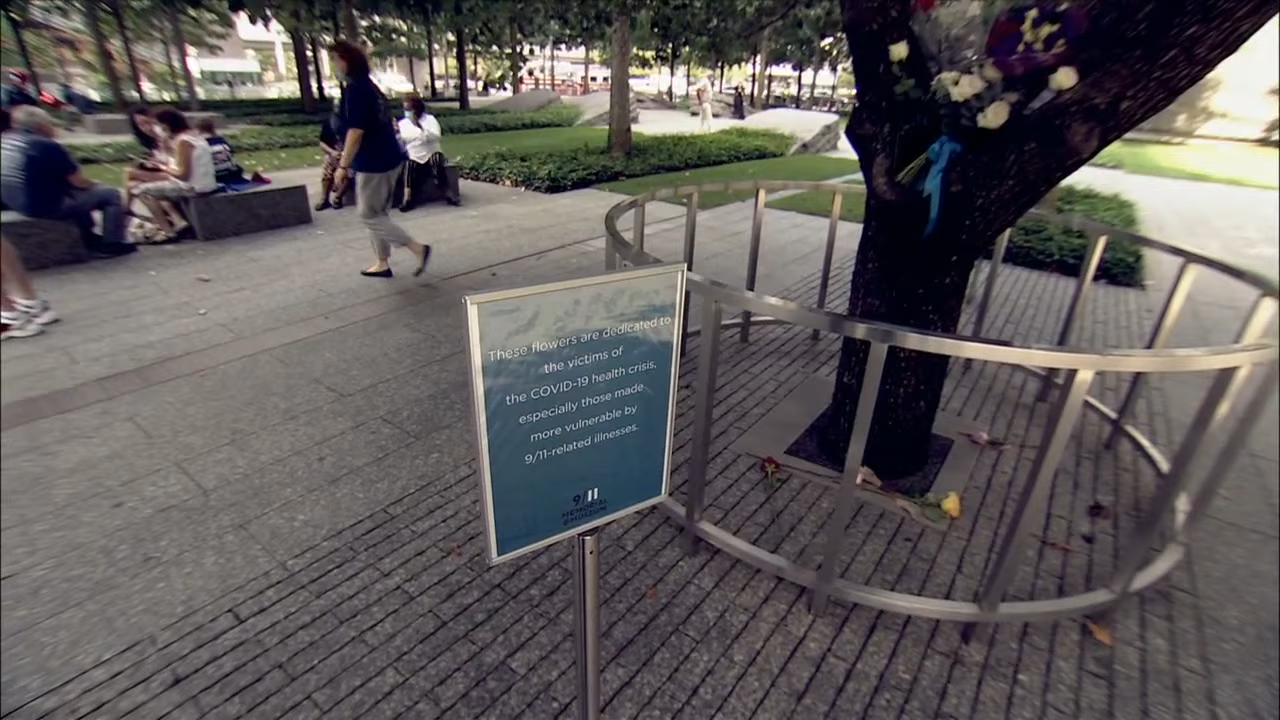 These flowers are dedicated to
the victims of
the COVID-19 health crisis,
especially those made
more vulnerable by
9/11-related illnesses.
9/11
MEMORIAL
& MUSEUM